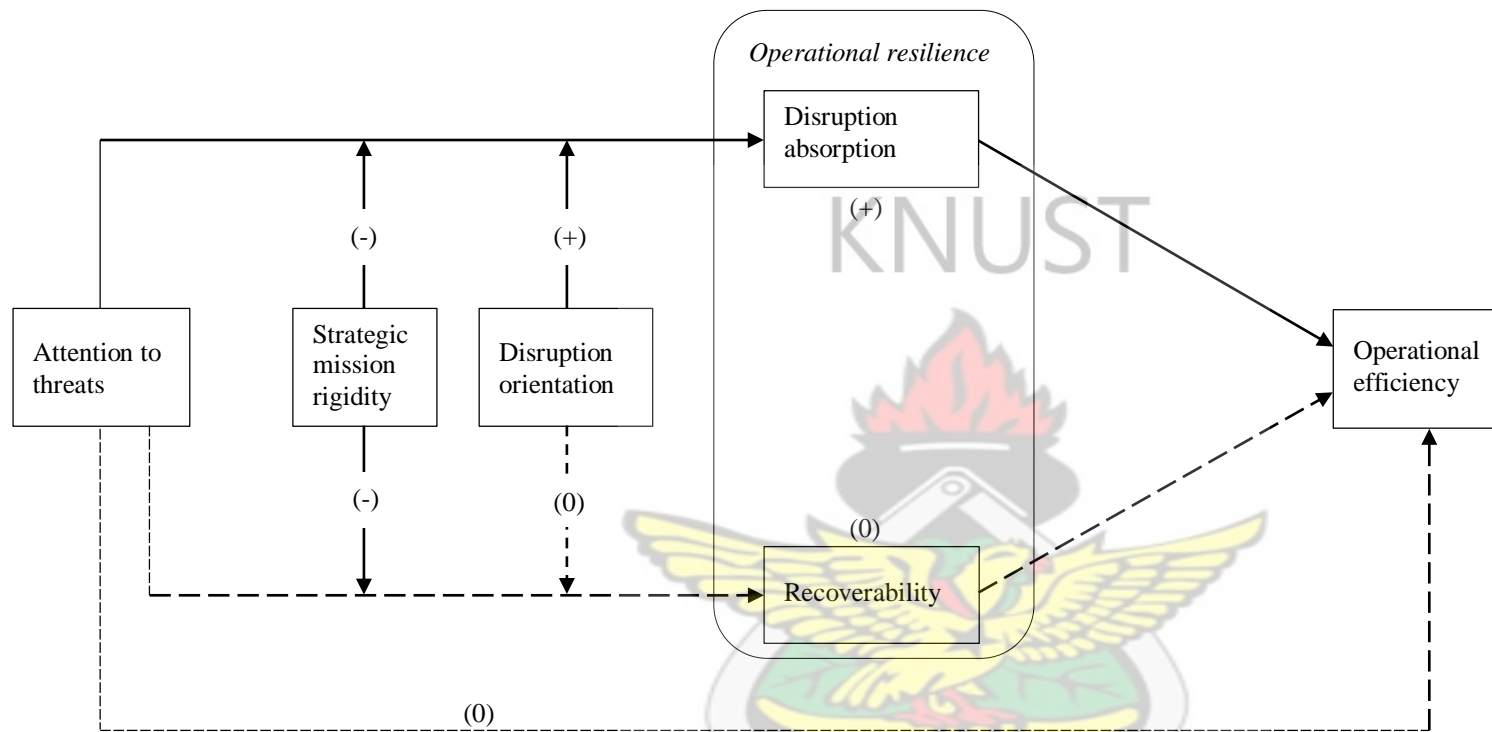 Operational resilience
Disruption
absorption
(+)
KNUST
(-)
(+)
Attention to
threats
Strategic
mission
rigidity
Disruption
orientation
Operational
efficiency
(-)
(0)
(0)
Recoverability
(0)